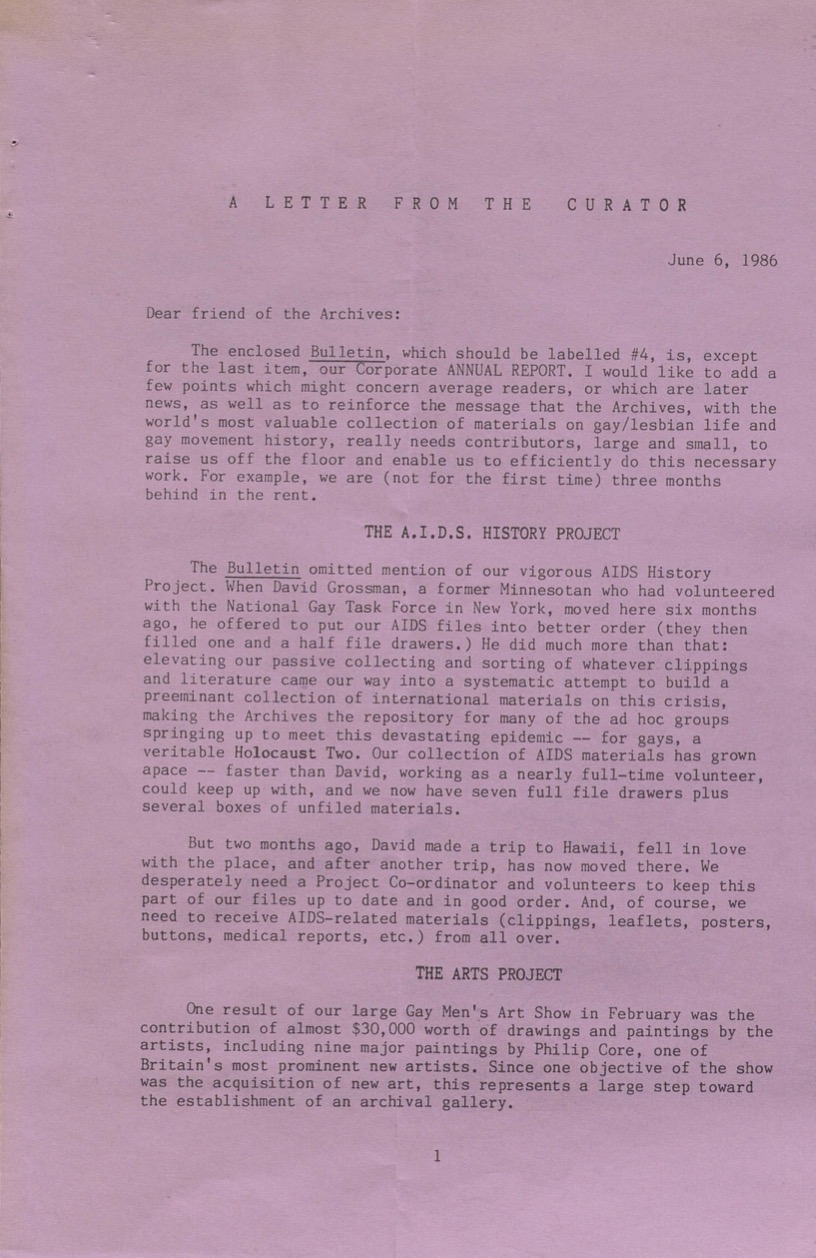 A LETTER FROM THE CURATOR
June 6, 1986
Dear friend of the Archives:
The enclosed Bulletin, which should be labelled #4, is, except
for the last item, our Corporate ANNUAL REPORT. I would like to add a
few points which might concern average readers, or which are later
news, as well as to reinforce the message that the Archives, with the
world's most valuable collection of materials on gay/lesbian life and
gay movement history, really needs contributors, large and small, to
raise us off the floor and enable us to efficiently do this necessary
work. For example, we are (not for the first time) three months
behind in the rent.
THE A.I.D.S. HISTORY PROJECT
The Bulletin omitted mention of our vigorous AIDS History
Project. When David Grossman, a former Minnesotan who had volunteered
with the National Gay Task Force in New York, moved here six months
ago, he offered to put our AIDS files into better order (they then
filled one and a half file drawers.) He did much more than that:
elevating our passive collecting and sorting of whatever clippings
and literature came our way into a systematic attempt to build a
preeminant collection of international materials on this crisis,
making the Archives the repository for many of the ad hoc groups
springing up to meet this devastating epidemic -- for gays, a
veritable Holocaust Two. Our collection of AIDS materials has grown
apace -- faster than David, working as a nearly full-time volunteer,
could keep up with, and we now have seven full file drawers plus
several boxes of unfiled materials.
But two months ago, David made a trip to Hawaii, fell in love
with the place, and after another trip, has now moved there. We
desperately need a Project Co-ordinator and volunteers to keep this
part of our files up to date and in good order. And, of course, we
need to receive AIDS-related materials (clippings, leaflets, posters,
buttons, medical reports, etc.) from all over.
THE ARTS PROJECT
One result of our large Gay Men's Art Show in February was the
contribution of almost $30,000 worth of drawings and paintings by the
artists, including nine major paintings by Philip Core, one of
Britain's most prominent new artists. Since one objective of the show
was the acquisition of new art, this represents a large step toward
the establishment of an archival gallery.
1